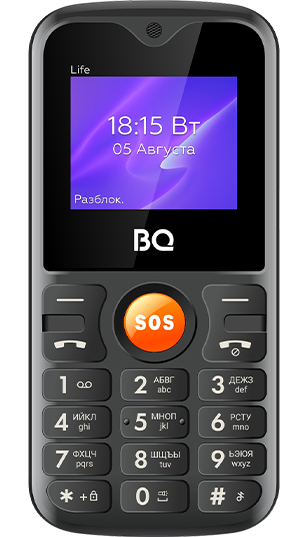 Life
18:15 Вт
05 Августа
Разблок.
BQ
SOS
1 2 АБВГ abc 3 ДЕЖЗ def
4 ИЙКЛ ghi 5 МНОП jkl 6 РСТУ mno
7 ФХЦЧ pqrs 8 ШЩЪЫ tuv 9 ЬЭЮЯ wxyz
* + 0 #